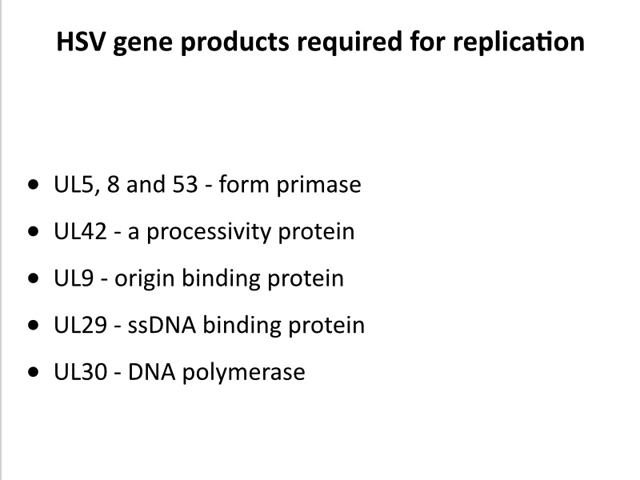 HSV gene products required for replication
• UL5, 8 and 53 - form primase
• UL42 - a processivity protein
• UL9 - origin binding protein
• UL29 - ssDNA binding protein
• UL30 - DNA polymerase